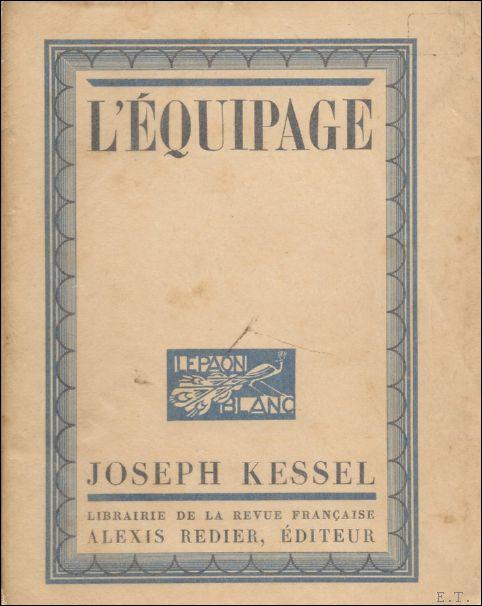 L'ÉQUIPAGE
LE PAON
BLANC
JOSEPH KESSEL
LIBRAIRIE DE LA REVUE FRANÇAISE
ALEXIS REDIER, ÉDITEUR
E.T.